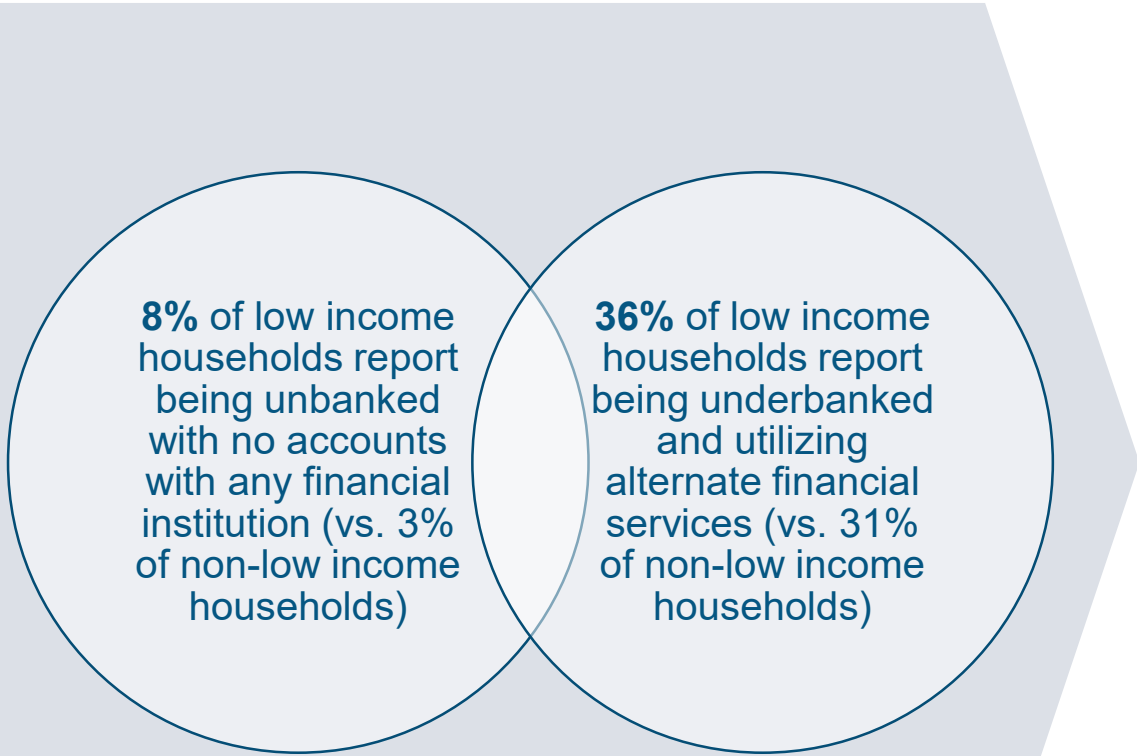 8% of low income
households report
being unbanked
with no accounts
with any financial
institution (vs. 3%
of non-low income
households)
36% of low income
households report
being underbanked
and utilizing
alternate financial
services (vs. 31%
of non-low income
households)